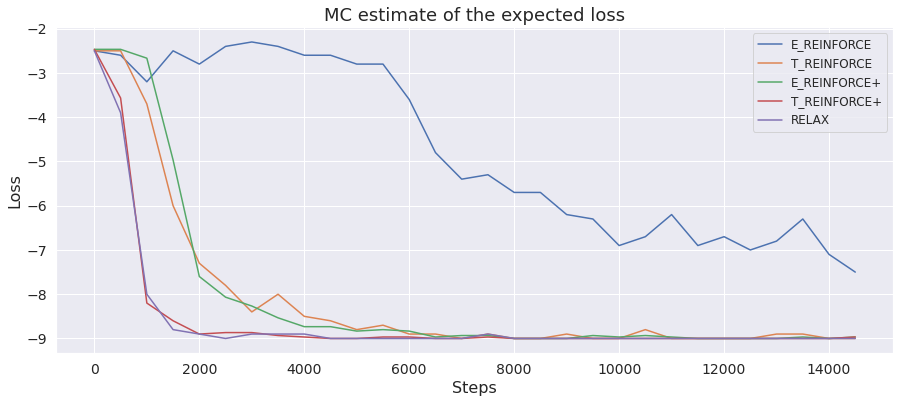 MC estimate of the expected loss
E_REINFORCE
T_REINFORCE
E_REINFORCE+
T_REINFORCE+
RELAX
Loss
−2
−3
−4
−5
−6
−7
−8
−9
0 2000 4000 6000 8000 10000 12000 14000
Steps